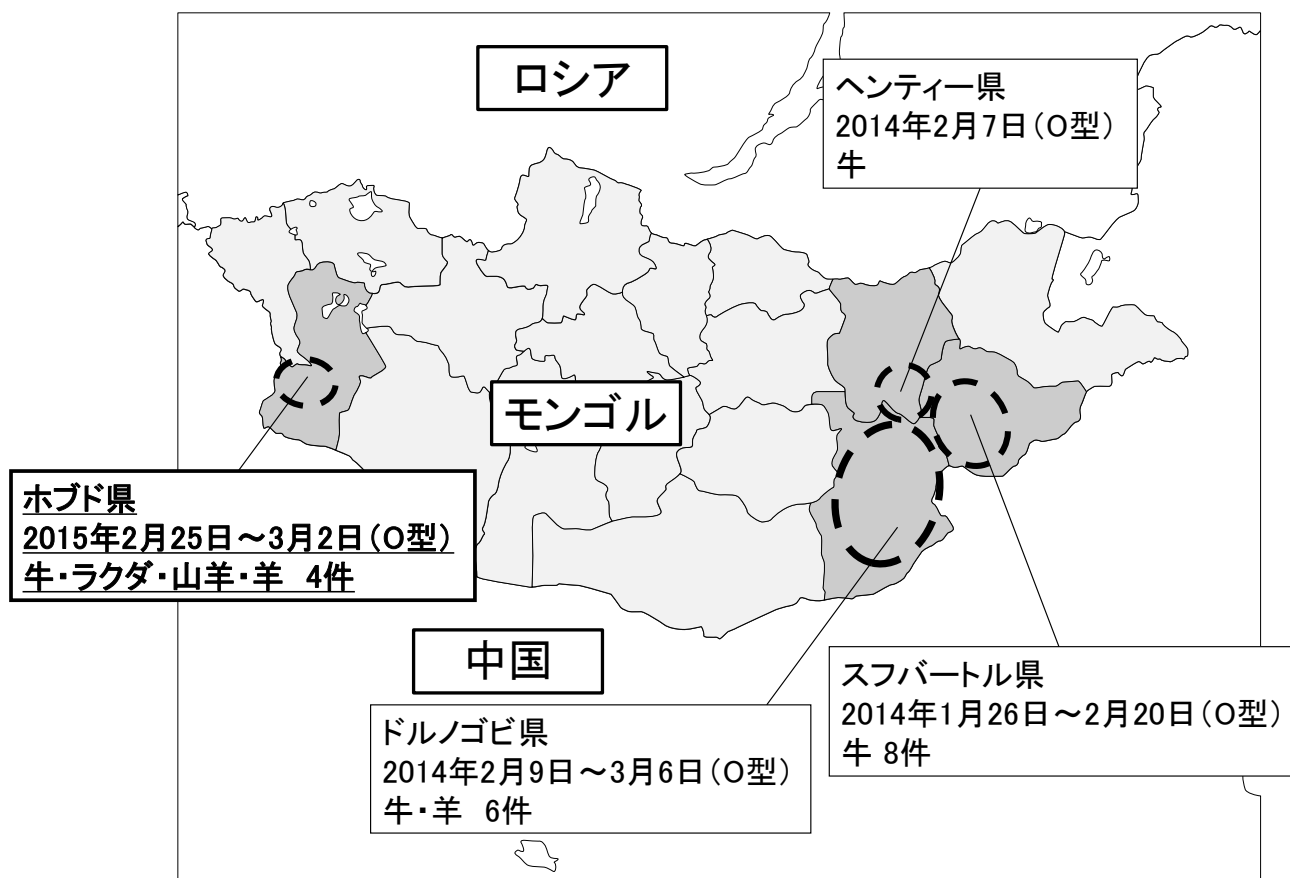 ロシア
ヘンティー県
2014年2月7日(O型)
牛
モンゴル
ホブド県
2015年2月25日～3月2日(O型)
牛・ラクダ・山羊・羊 4件
中国
スフバートル県
2014年1月26日～2月20日(O型)
牛 8件
ドルノゴビ県
2014年2月9日～3月6日(O型)
牛・羊 6件